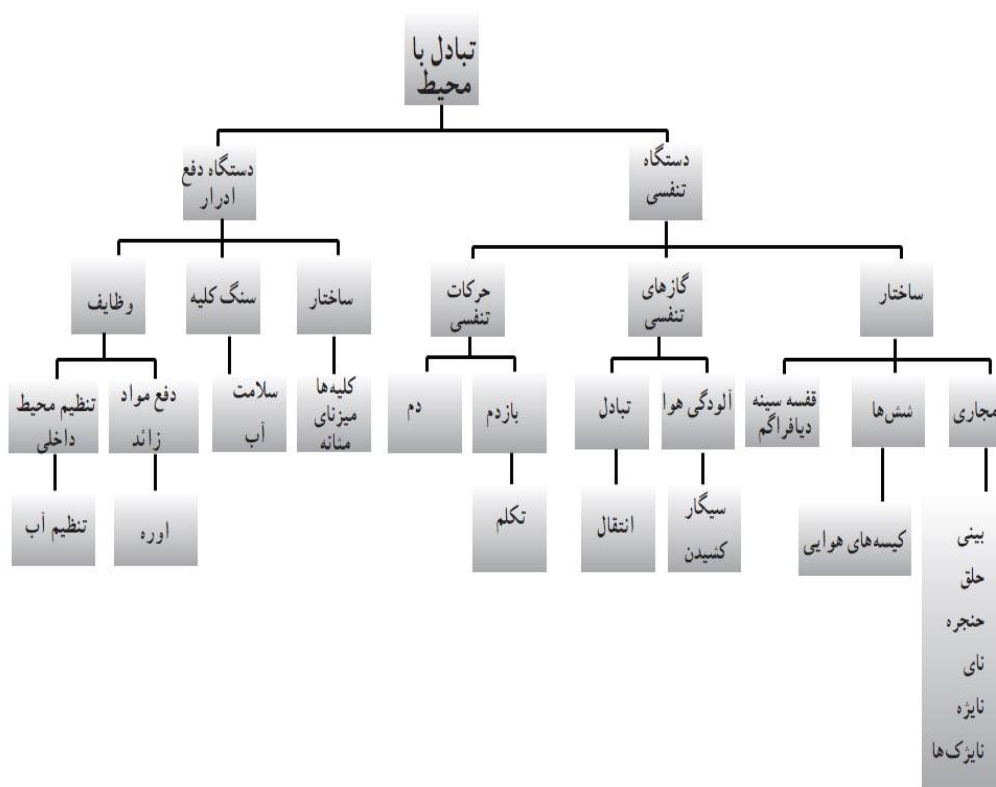 تبادل با
محیط
دستگاه
تنفسی
دستگاه دفع
ادرار
ساختار
گازهای
تنفسی
حرکات
تنفسی
ساختار
سنگ کلیه
وظایف
مجاری
شش‌ها
قفسه سینه
دیافراگم
آلودگی هوا
تبادل
بازدم
دم
کلیه‌ها
میزنای
مثانه
سلامت
آب
دفع مواد
زائد
تنظیم محیط
داخلی
بینی
حلق
حنجره
نای
نایژه
نایژک‌ها
کیسه‌های هوایی
سیگار
کشیدن
انتقال
تکلم
اوره
تنظیم آب